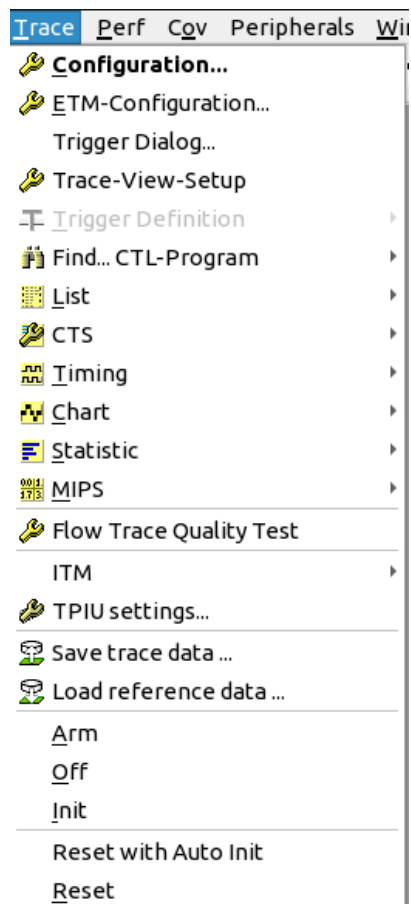 Trace Perf Cov Peripherals Wi
Configuration...
ETM-Configuration...
Trigger Dialog...
Trace-View-Setup
Trigger Definition
Find... CTL-Program
List
CTS
Timing
Chart
Statistic
MIPS
Flow Trace Quality Test
ITM
TPIU settings...
Save trace data ...
Load reference data ...
Arm
Off
Init
Reset with Auto Init
Reset